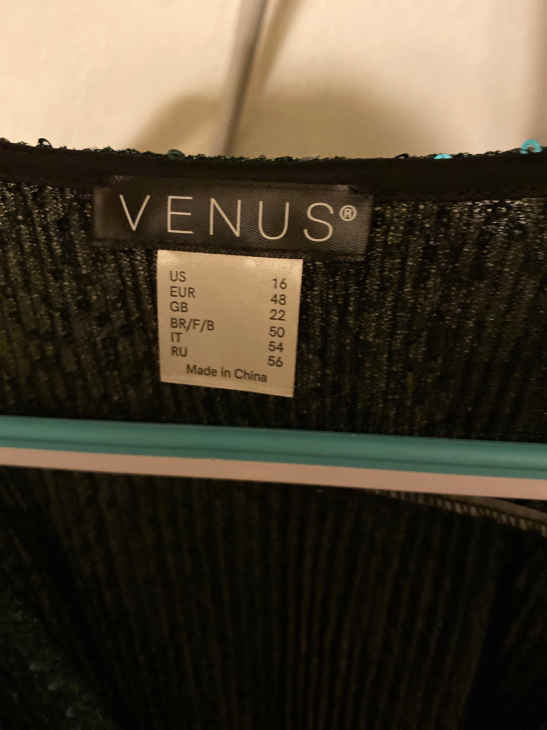 VENUS®
US 16
EUR 48
GB 22
BR/F/B 50
IT 54
RU 56
Made in China